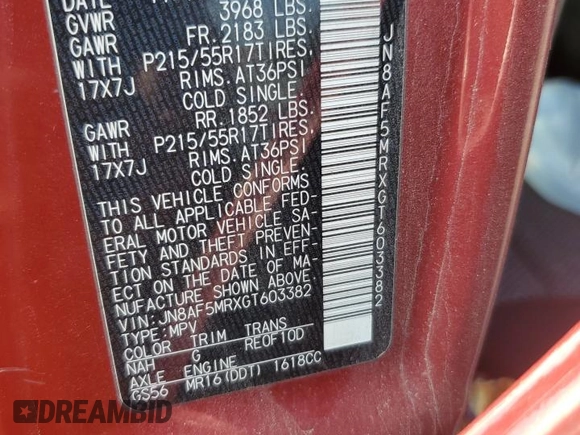 DATE
GVWR 3968 LBS.
GAWR FR. 2183 LBS.
WITH P215/55R17TIRES,
17X7J RIMS, AT36PSI
COLD SINGLE.
GAWR RR. 1852 LBS.
WITH P215/55R17TIRES,
17X7J RIMS, AT36PSI
COLD SINGLE.
THIS VEHICLE CONFORMS
TO ALL APPLICABLE FED-
ERAL MOTOR VEHICLE SA-
FETY AND THEFT PREVEN-
TION STANDARDS IN EFF-
ECT ON THE DATE OF MA-
NUFACTURE SHOWN ABOVE.
VIN: JN8AF5MRXGT603382
TYPE: MPV
COLOR TRIM TRANS
NAH G REOF10D
AXLE ENGINE
GS56 MR16(DDT) 1618CC
JN8AF5MRXGT603382
DREAMBID